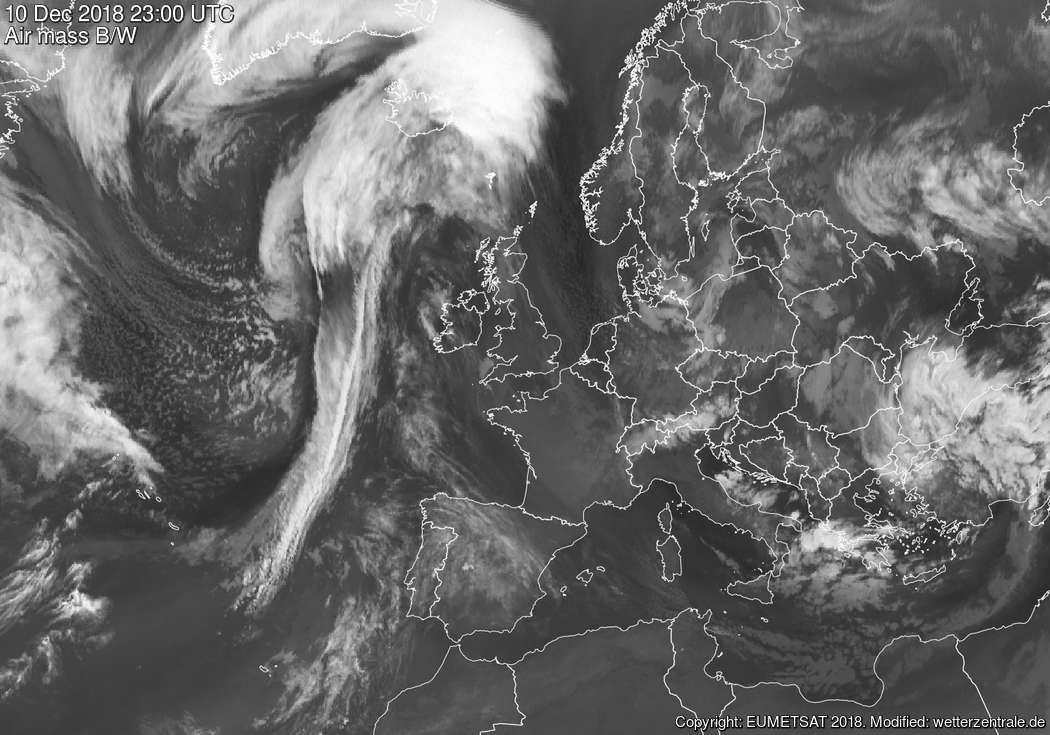 10 Dec 2018 23:00 UTC
Air mass B/W
Copyright: EUMETSAT 2018. Modified: wetterzentrale.de